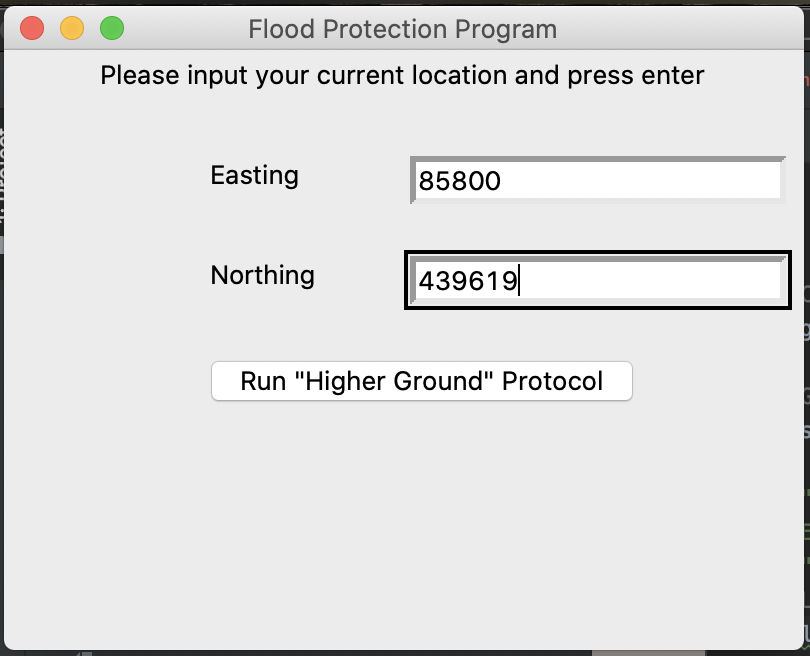 Flood Protection Program
Please input your current location and press enter
Easting
85800
Northing
439619
Run "Higher Ground" Protocol